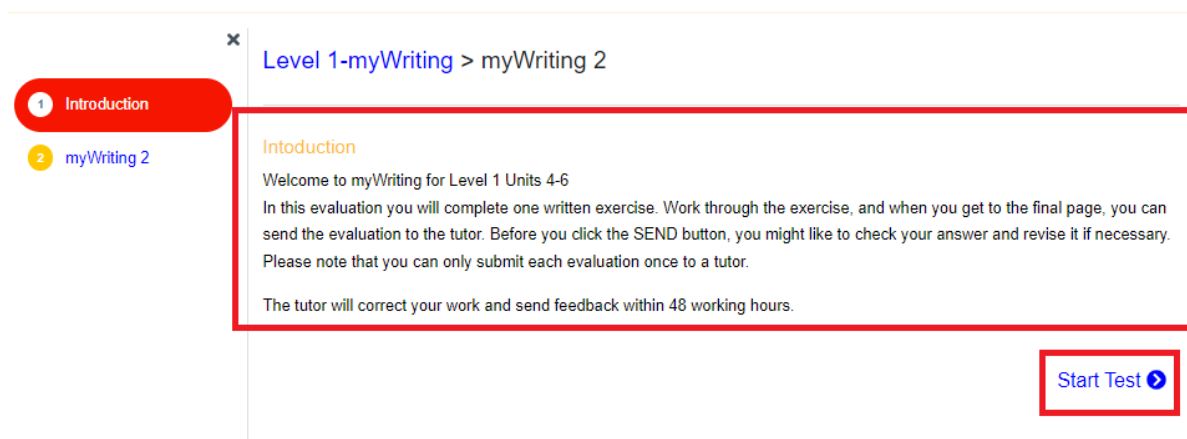 Level 1-myWriting > myWriting 2
1 Introduction
2 myWriting 2
Intoduction
Welcome to myWriting for Level 1 Units 4-6
In this evaluation you will complete one written exercise. Work through the exercise, and when you get to the final page, you can
send the evaluation to the tutor. Before you click the SEND button, you might like to check your answer and revise it if necessary.
Please note that you can only submit each evaluation once to a tutor.
The tutor will correct your work and send feedback within 48 working hours.
Start Test